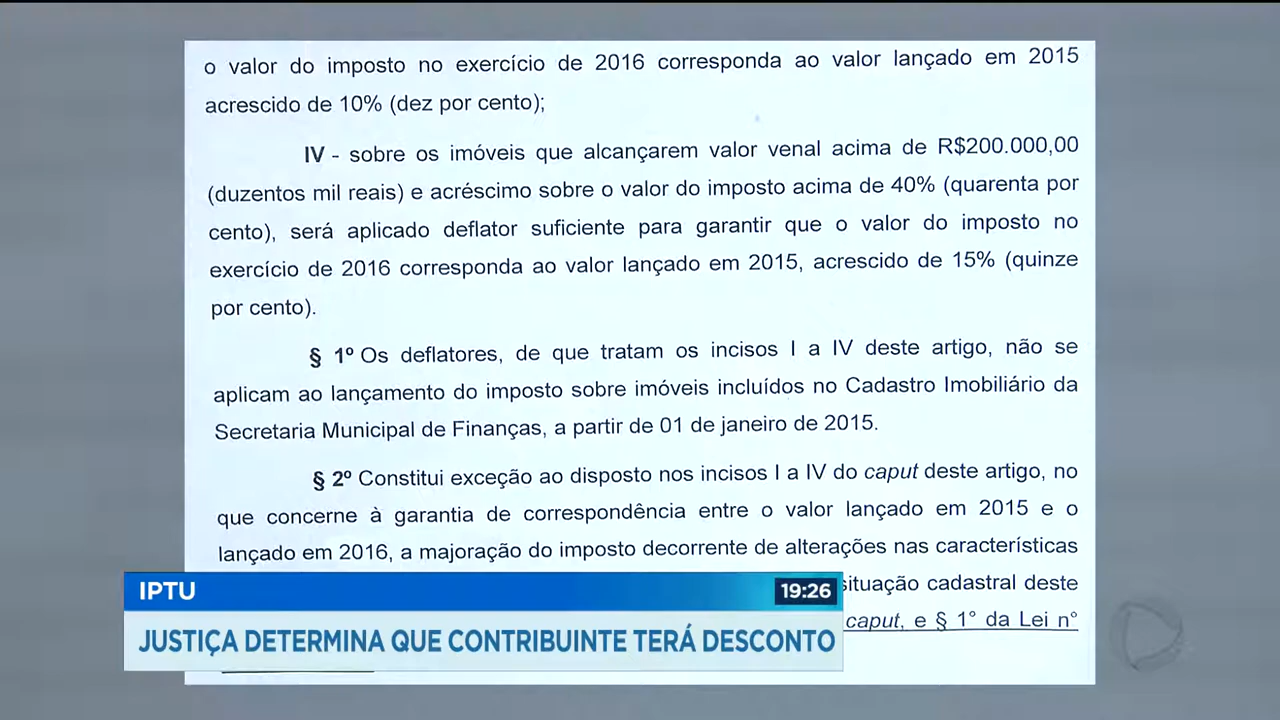 o valor do imposto no exercício de 2016 corresponda ao valor lançado em 2015
acrescido de 10% (dez por cento);
IV - sobre os imóveis que alcançarem valor venal acima de R$200.000,00
(duzentos mil reais) e acréscimo sobre o valor do imposto acima de 40% (quarenta por
cento), será aplicado deflator suficiente para garantir que o valor do imposto no
exercício de 2016 corresponda ao valor lançado em 2015, acrescido de 15% (quinze
por cento).
§ 1º Os deflatores, de que tratam os incisos I a IV deste artigo, não se
aplicam ao lançamento do imposto sobre imóveis incluídos no Cadastro Imobiliário da
Secretaria Municipal de Finanças, a partir de 01 de janeiro de 2015.
§ 2º Constitui exceção ao disposto nos incisos I a IV do caput deste artigo, no
que concerne à garantia de correspondência entre o valor lançado em 2015 e o
lançado em 2016, a majoração do imposto decorrente de alterações nas características
situação cadastral deste
caput, e § 1° da Lei n°
IPTU
19:26
JUSTIÇA DETERMINA QUE CONTRIBUINTE TERÁ DESCONTO